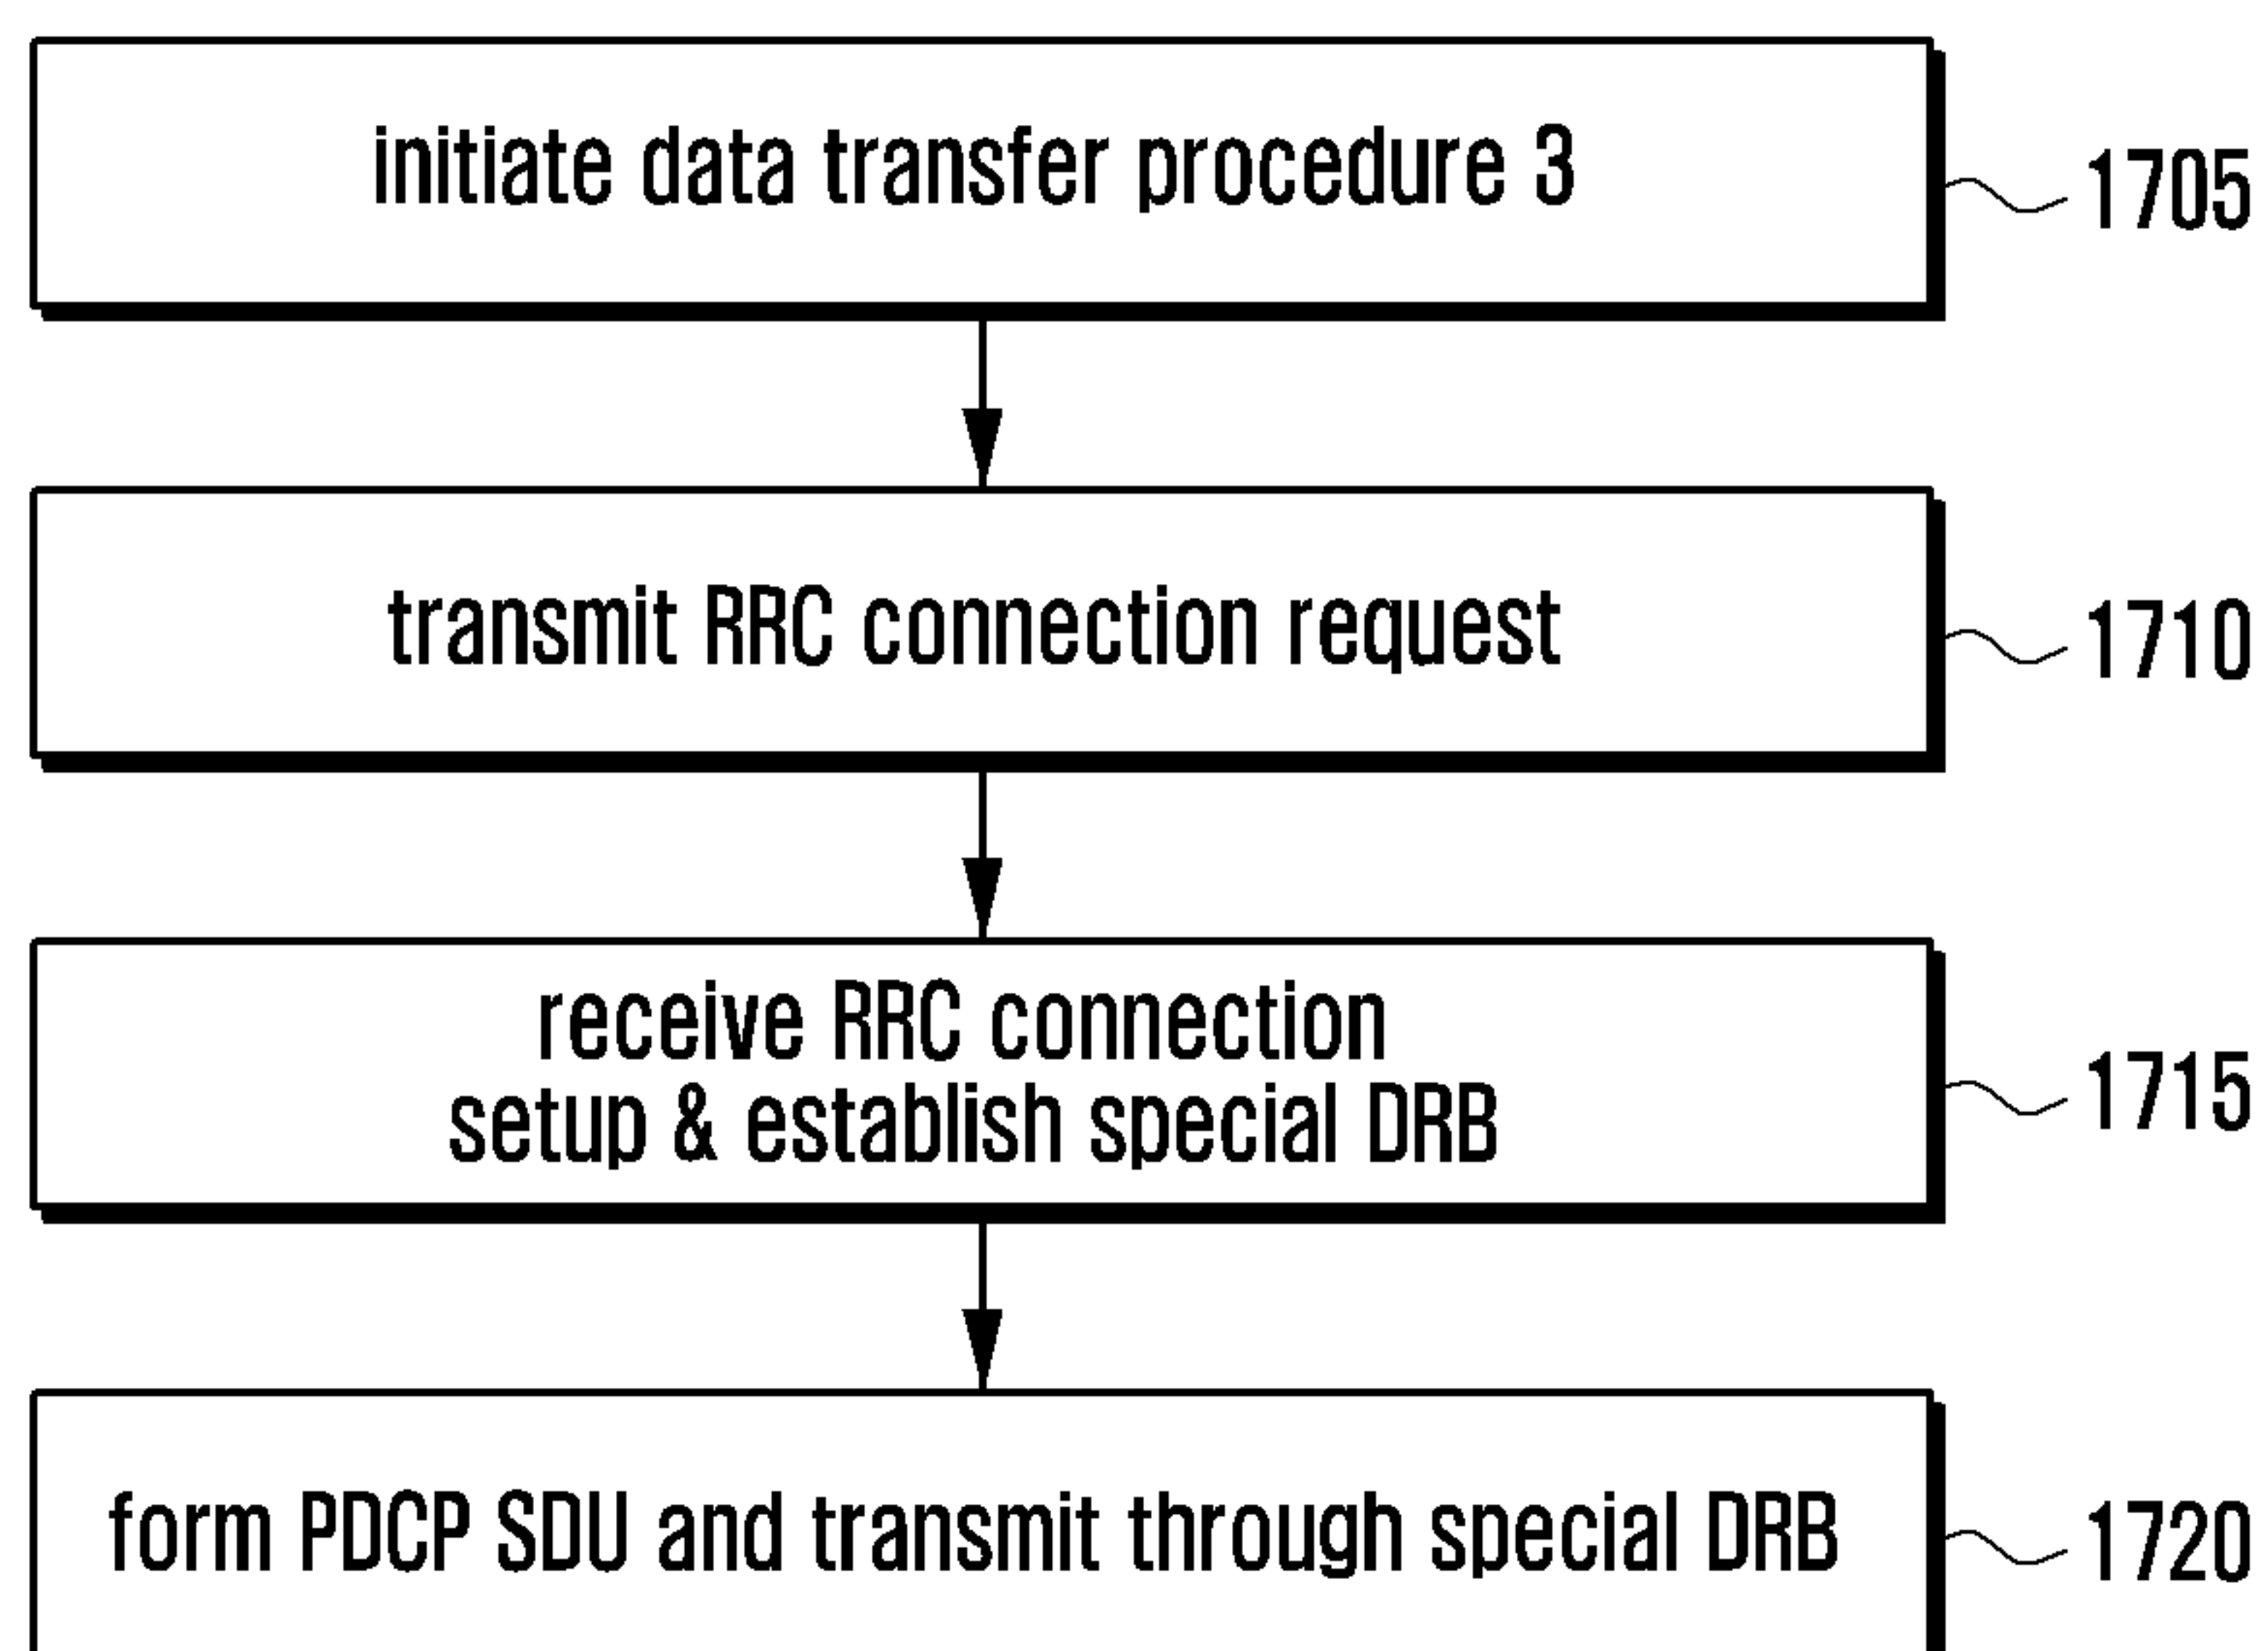 initiate data transfer procedure 3
1705
transmit RRC connection request
1710
receive RRC connection
setup & establish special DRB
1715
form PDCP SDU and transmit through special DRB
1720